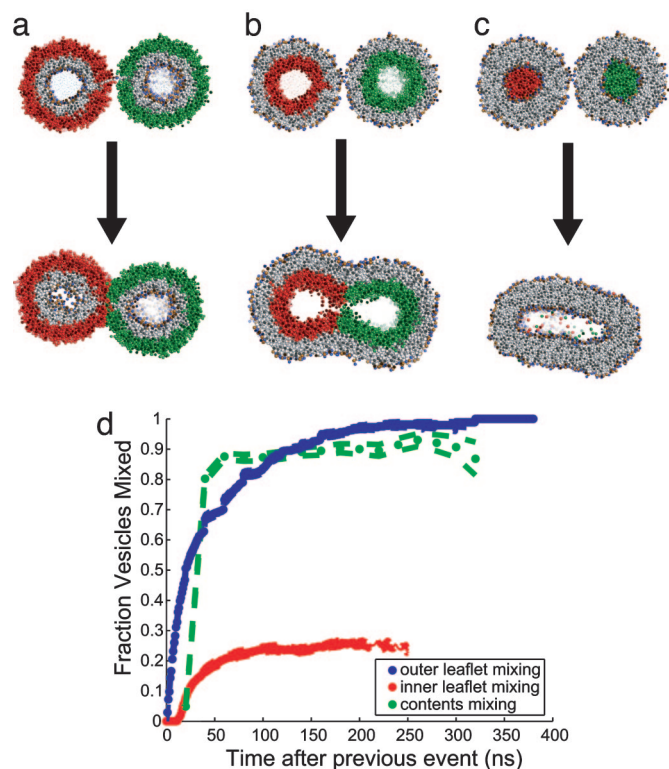 a b c
d
1
0.9
0.8
0.7
0.6
0.5
0.4
0.3
0.2
0.1
0
Fraction Vesicles Mixed
outer leaflet mixing
inner leaflet mixing
contents mixing
0 50 100 150 200 250 300 350 400
Time after previous event (ns)